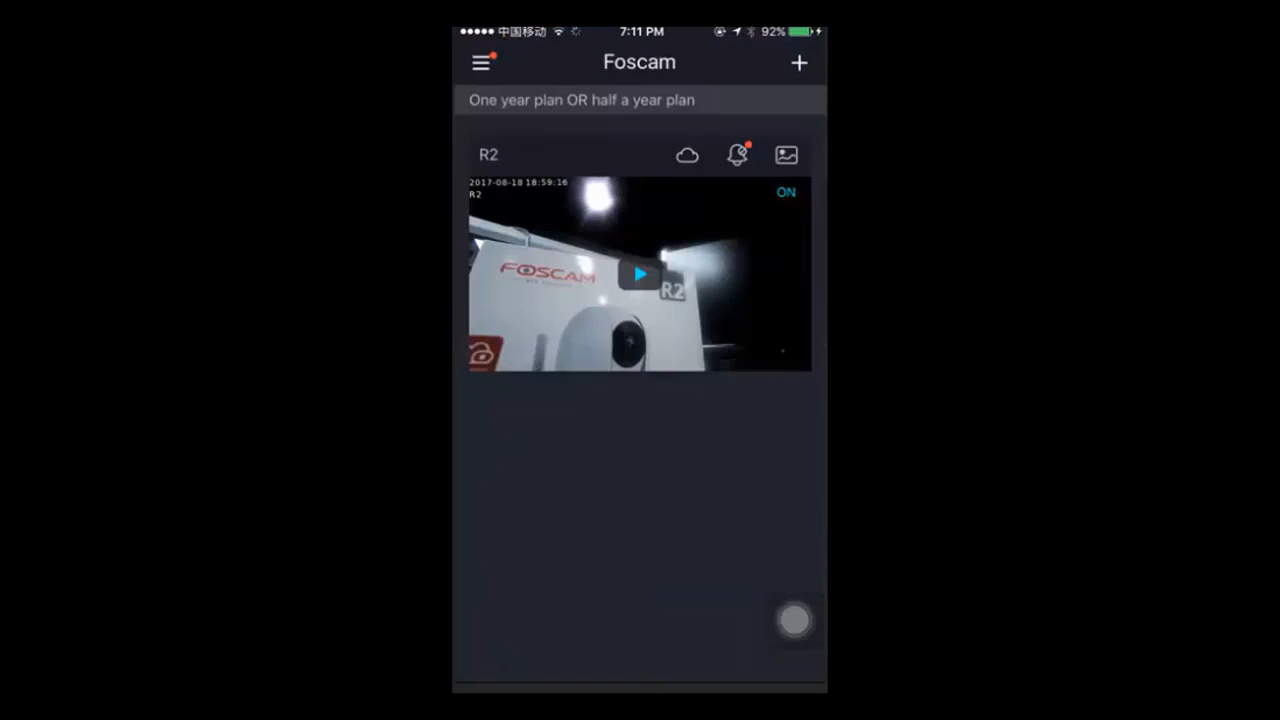 中国移动 7:11 PM 92%
Foscam
One year plan OR half a year plan
R2
2017-08-18 18:59:16
R2
ON
FOSCAM
R2